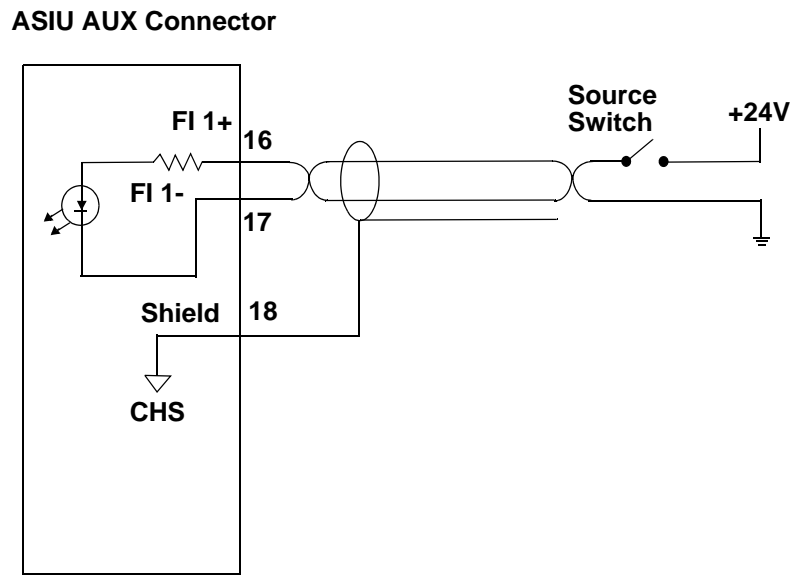 ASIU AUX Connector
Source
Switch
+24V
FI 1+
16
FI 1-
17
Shield
18
CHS